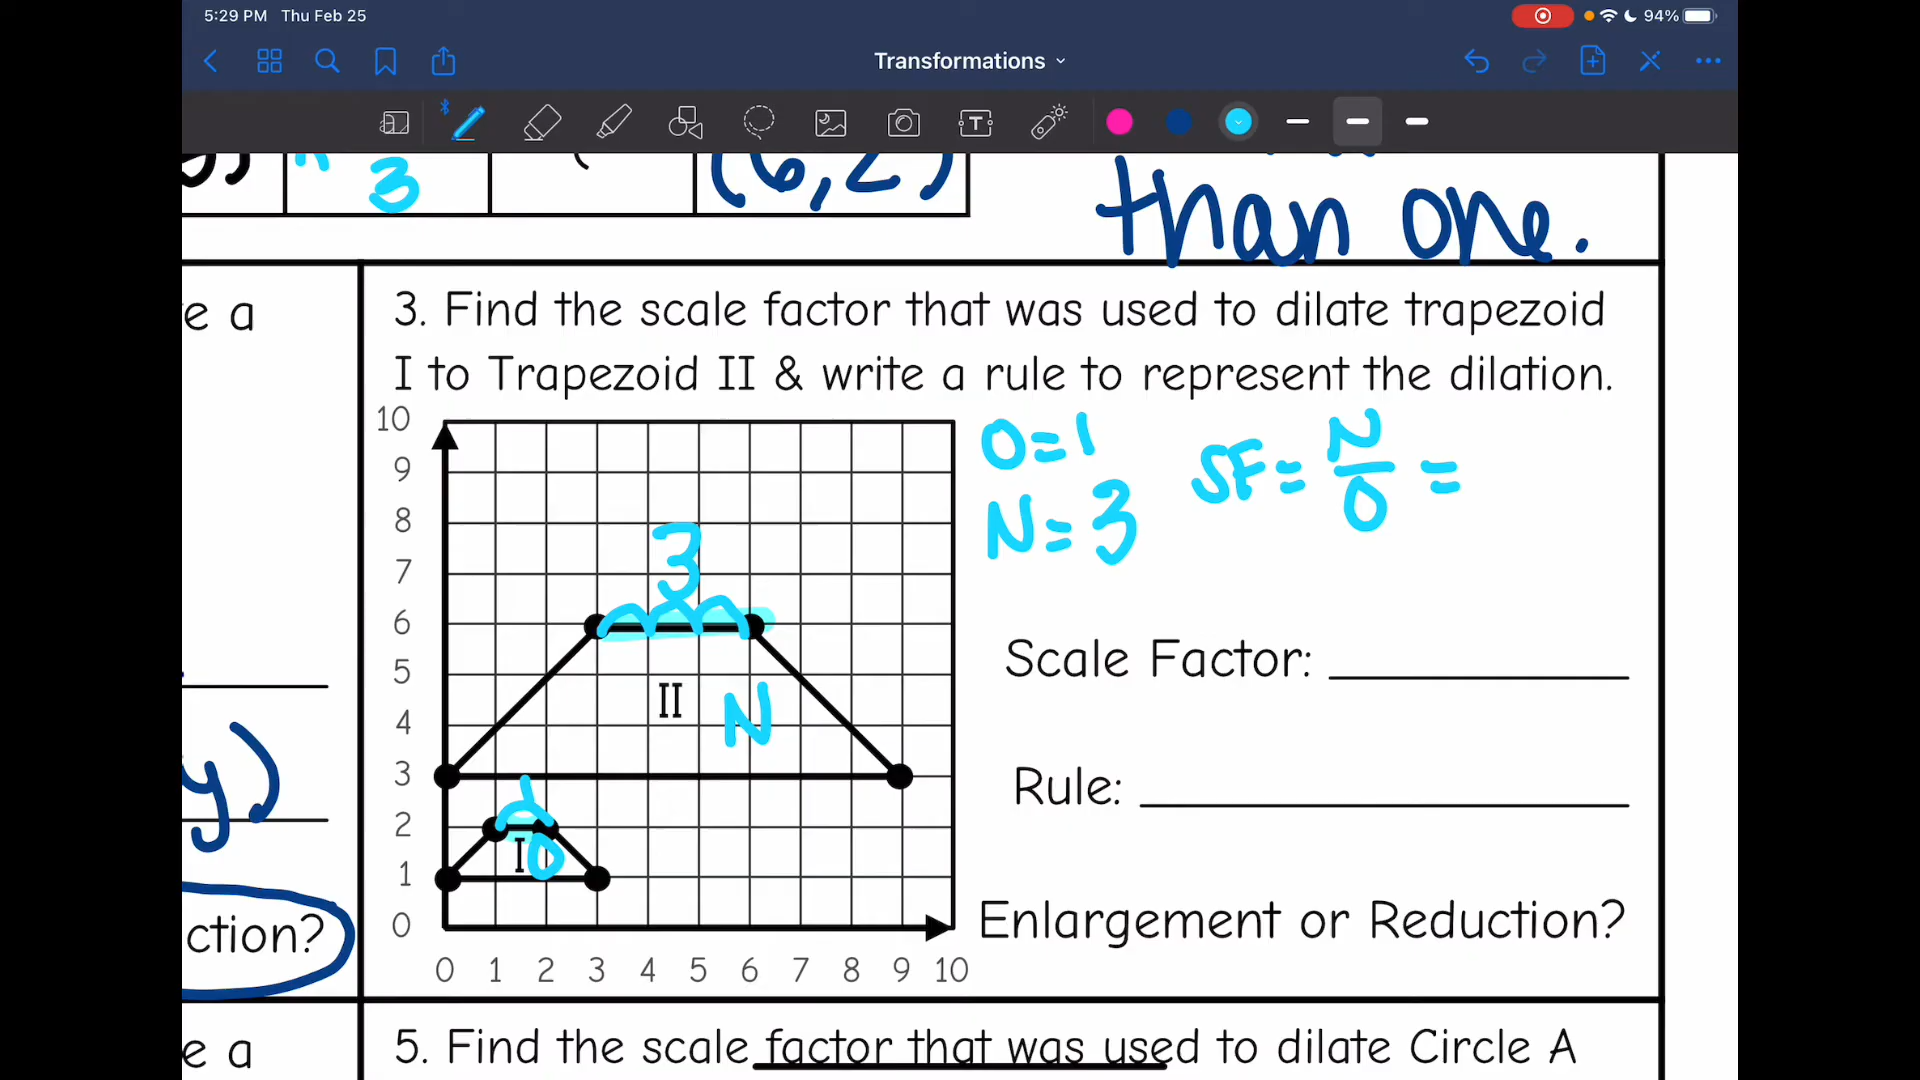 5:29 PM Thu Feb 25
94%
Transformations
T
3
(6,2)
than one.
e a
3. Find the scale factor that was used to dilate trapezoid
I to Trapezoid II & write a rule to represent the dilation.
10
9
8
7
6
5
4
3
2
1
0
0 1 2 3 4 5 6 7 8 9 10
3
II N
1
I O
O=1
N=3
SF= N/O =
Scale Factor:
Rule:
Enlargement or Reduction?
y)
ction?
e a
5. Find the scale factor that was used to dilate Circle A